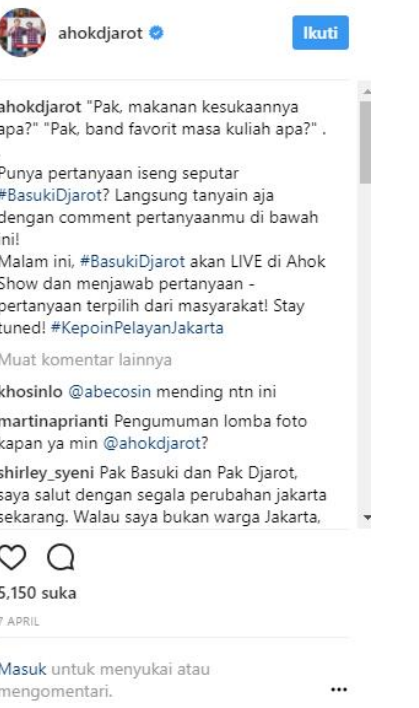 ahokdjarot
Ikuti
ahokdjarot "Pak, makanan kesukaannya
apa?" "Pak, band favorit masa kuliah apa?" .
.
Punya pertanyaan iseng seputar
#BasukiDjarot? Langsung tanyain aja
dengan comment pertanyaanmu di bawah
ini!
Malam ini, #BasukiDjarot akan LIVE di Ahok
Show dan menjawab pertanyaan -
pertanyaan terpilih dari masyarakat! Stay
tuned! #KepoinPelayanJakarta
Muat komentar lainnya
khosinlo @abecosin mending ntn ini
martinaprianti Pengumuman lomba foto
kapan ya min @ahokdjarot?
shirley_syeni Pak Basuki dan Pak Djarot,
saya salut dengan segala perubahan jakarta
sekarang. Walau saya bukan warga Jakarta,
5,150 suka
7 APRIL
Masuk untuk menyukai atau
mengomentari.